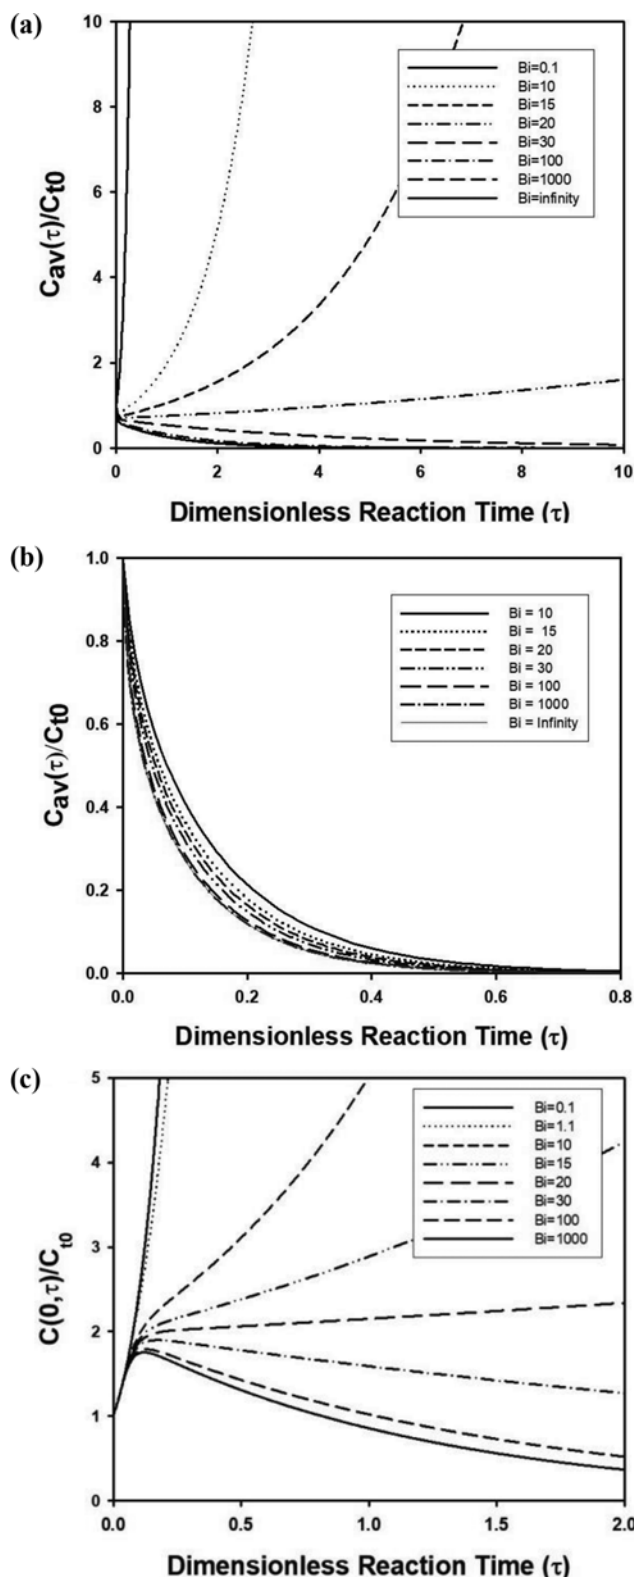 (a)
10
8
6
4
2
0
Cav(τ)/Ct0
Bi=0.1
Bi=10
Bi=15
Bi=20
Bi=30
Bi=100
Bi=1000
Bi=infinity
0 2 4 6 8 10
Dimensionless Reaction Time (τ)
(b)
1.0
0.8
0.6
0.4
0.2
0.0
Cav(τ)/Ct0
Bi = 10
Bi = 15
Bi = 20
Bi = 30
Bi = 100
Bi = 1000
Bi = Infinity
0.0 0.2 0.4 0.6 0.8
Dimensionless Reaction Time (τ)
(c)
5
4
3
2
1
0
C(0,τ)/Ct0
Bi=0.1
Bi=1.1
Bi=10
Bi=15
Bi=20
Bi=30
Bi=100
Bi=1000
0.0 0.5 1.0 1.5 2.0
Dimensionless Reaction Time (τ)